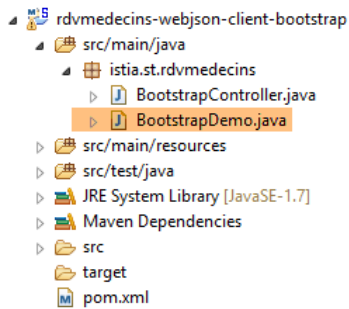 rdvmedecins-webjson-client-bootstrap
src/main/java
istia.st.rdvmedecins
BootstrapController.java
BootstrapDemo.java
src/main/resources
src/test/java
JRE System Library [JavaSE-1.7]
Maven Dependencies
src
target
pom.xml